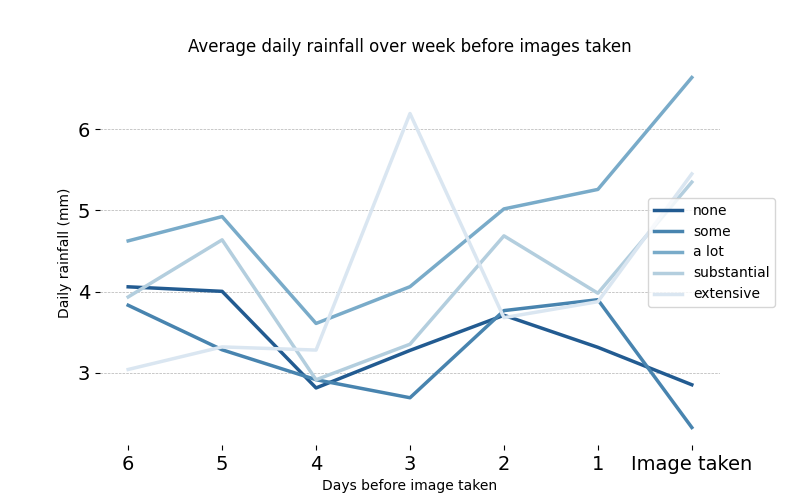 Average daily rainfall over week before images taken
Daily rainfall (mm)
6
5
4
3
none
some
a lot
substantial
extensive
6 5 4 3 2 1 Image taken
Days before image taken